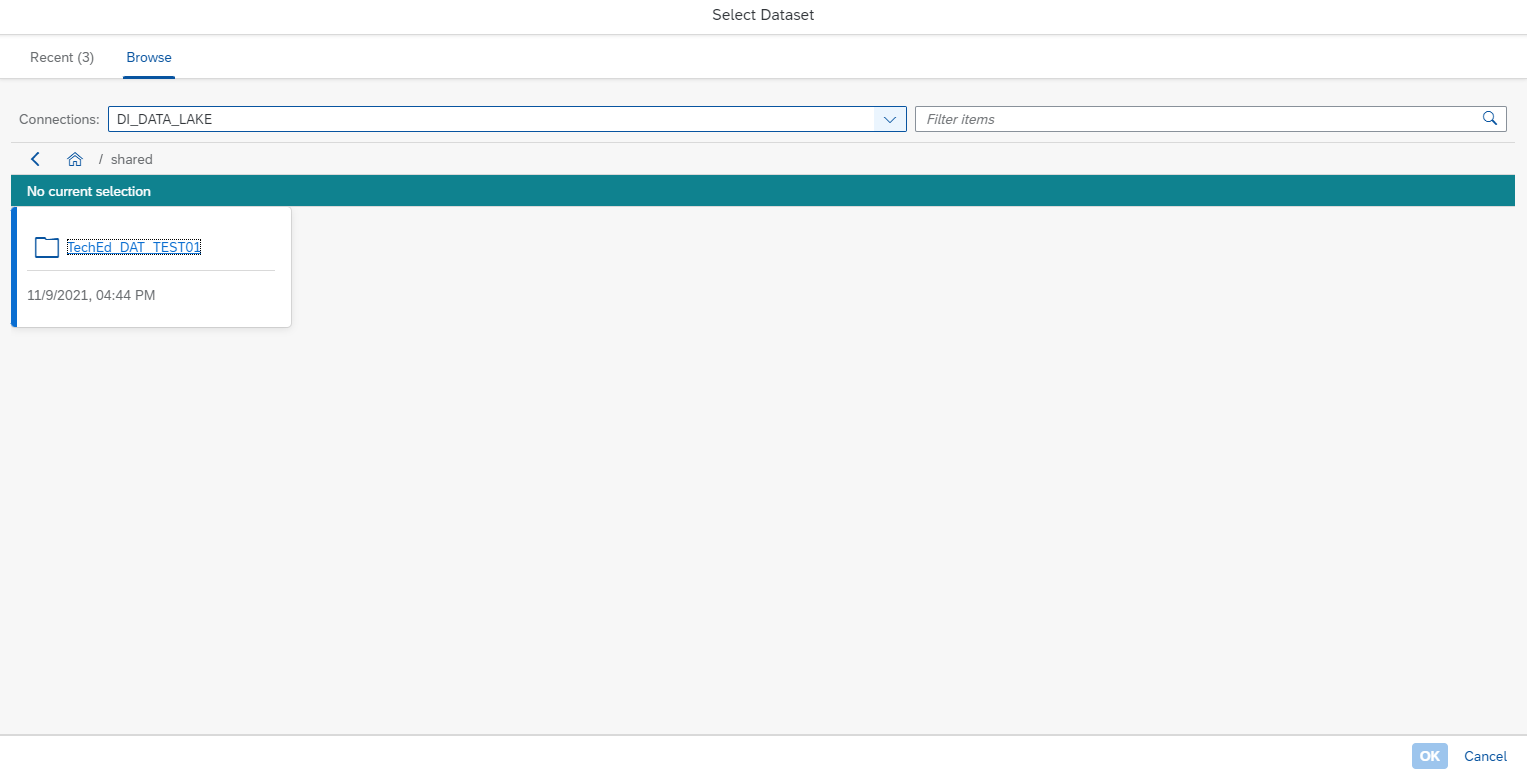 Select Dataset
Recent (3) Browse
Connections: DI_DATA_LAKE Filter items
/ shared
No current selection
TechEd_DAT_TEST01
11/9/2021, 04:44 PM
OK Cancel